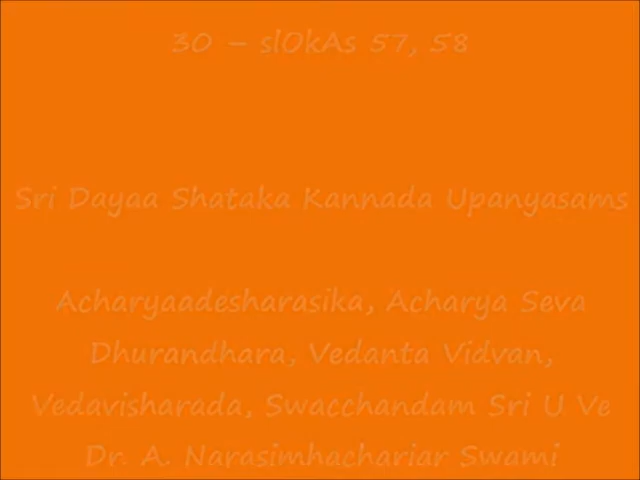 30 – slOkAs 57, 58
Sri Dayaa Shataka Kannada Upanyasams
Acharyaadesharasika, Acharya Seva
Dhurandhara, Vedanta Vidvan,
Vedavisharada, Swacchandam Sri U Ve
Dr. A. Narasimhachariar Swami